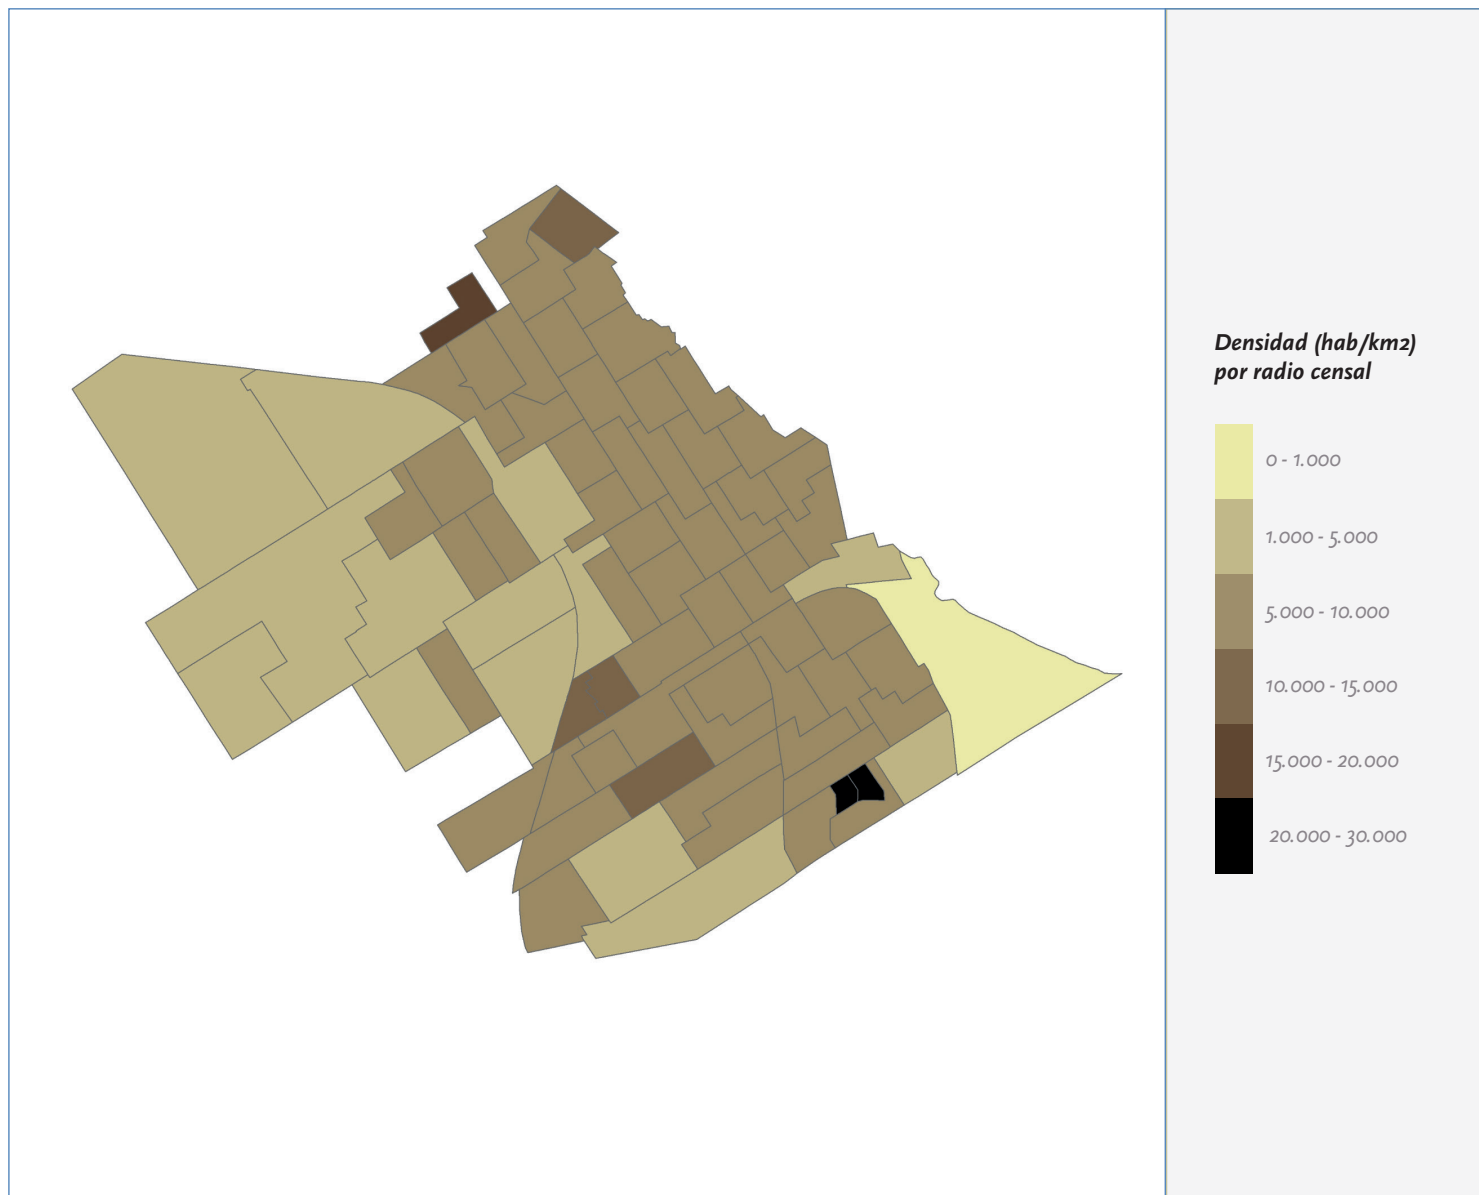 Densidad (hab/km2)
por radio censal
0 - 1.000
1.000 - 5.000
5.000 - 10.000
10.000 - 15.000
15.000 - 20.000
20.000 - 30.000